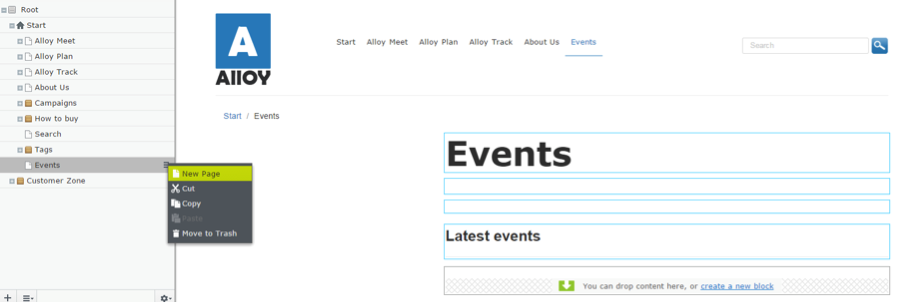 Root
Start
Alloy Meet
Alloy Plan
Alloy Track
About Us
Campaigns
How to buy
Search
Tags
Events
Customer Zone
New Page
Cut
Copy
Paste
Move to Trash
A
Alloy
Start Alloy Meet Alloy Plan Alloy Track About Us Events
Search
Start / Events
Events
Latest events
You can drop content here, or create a new block